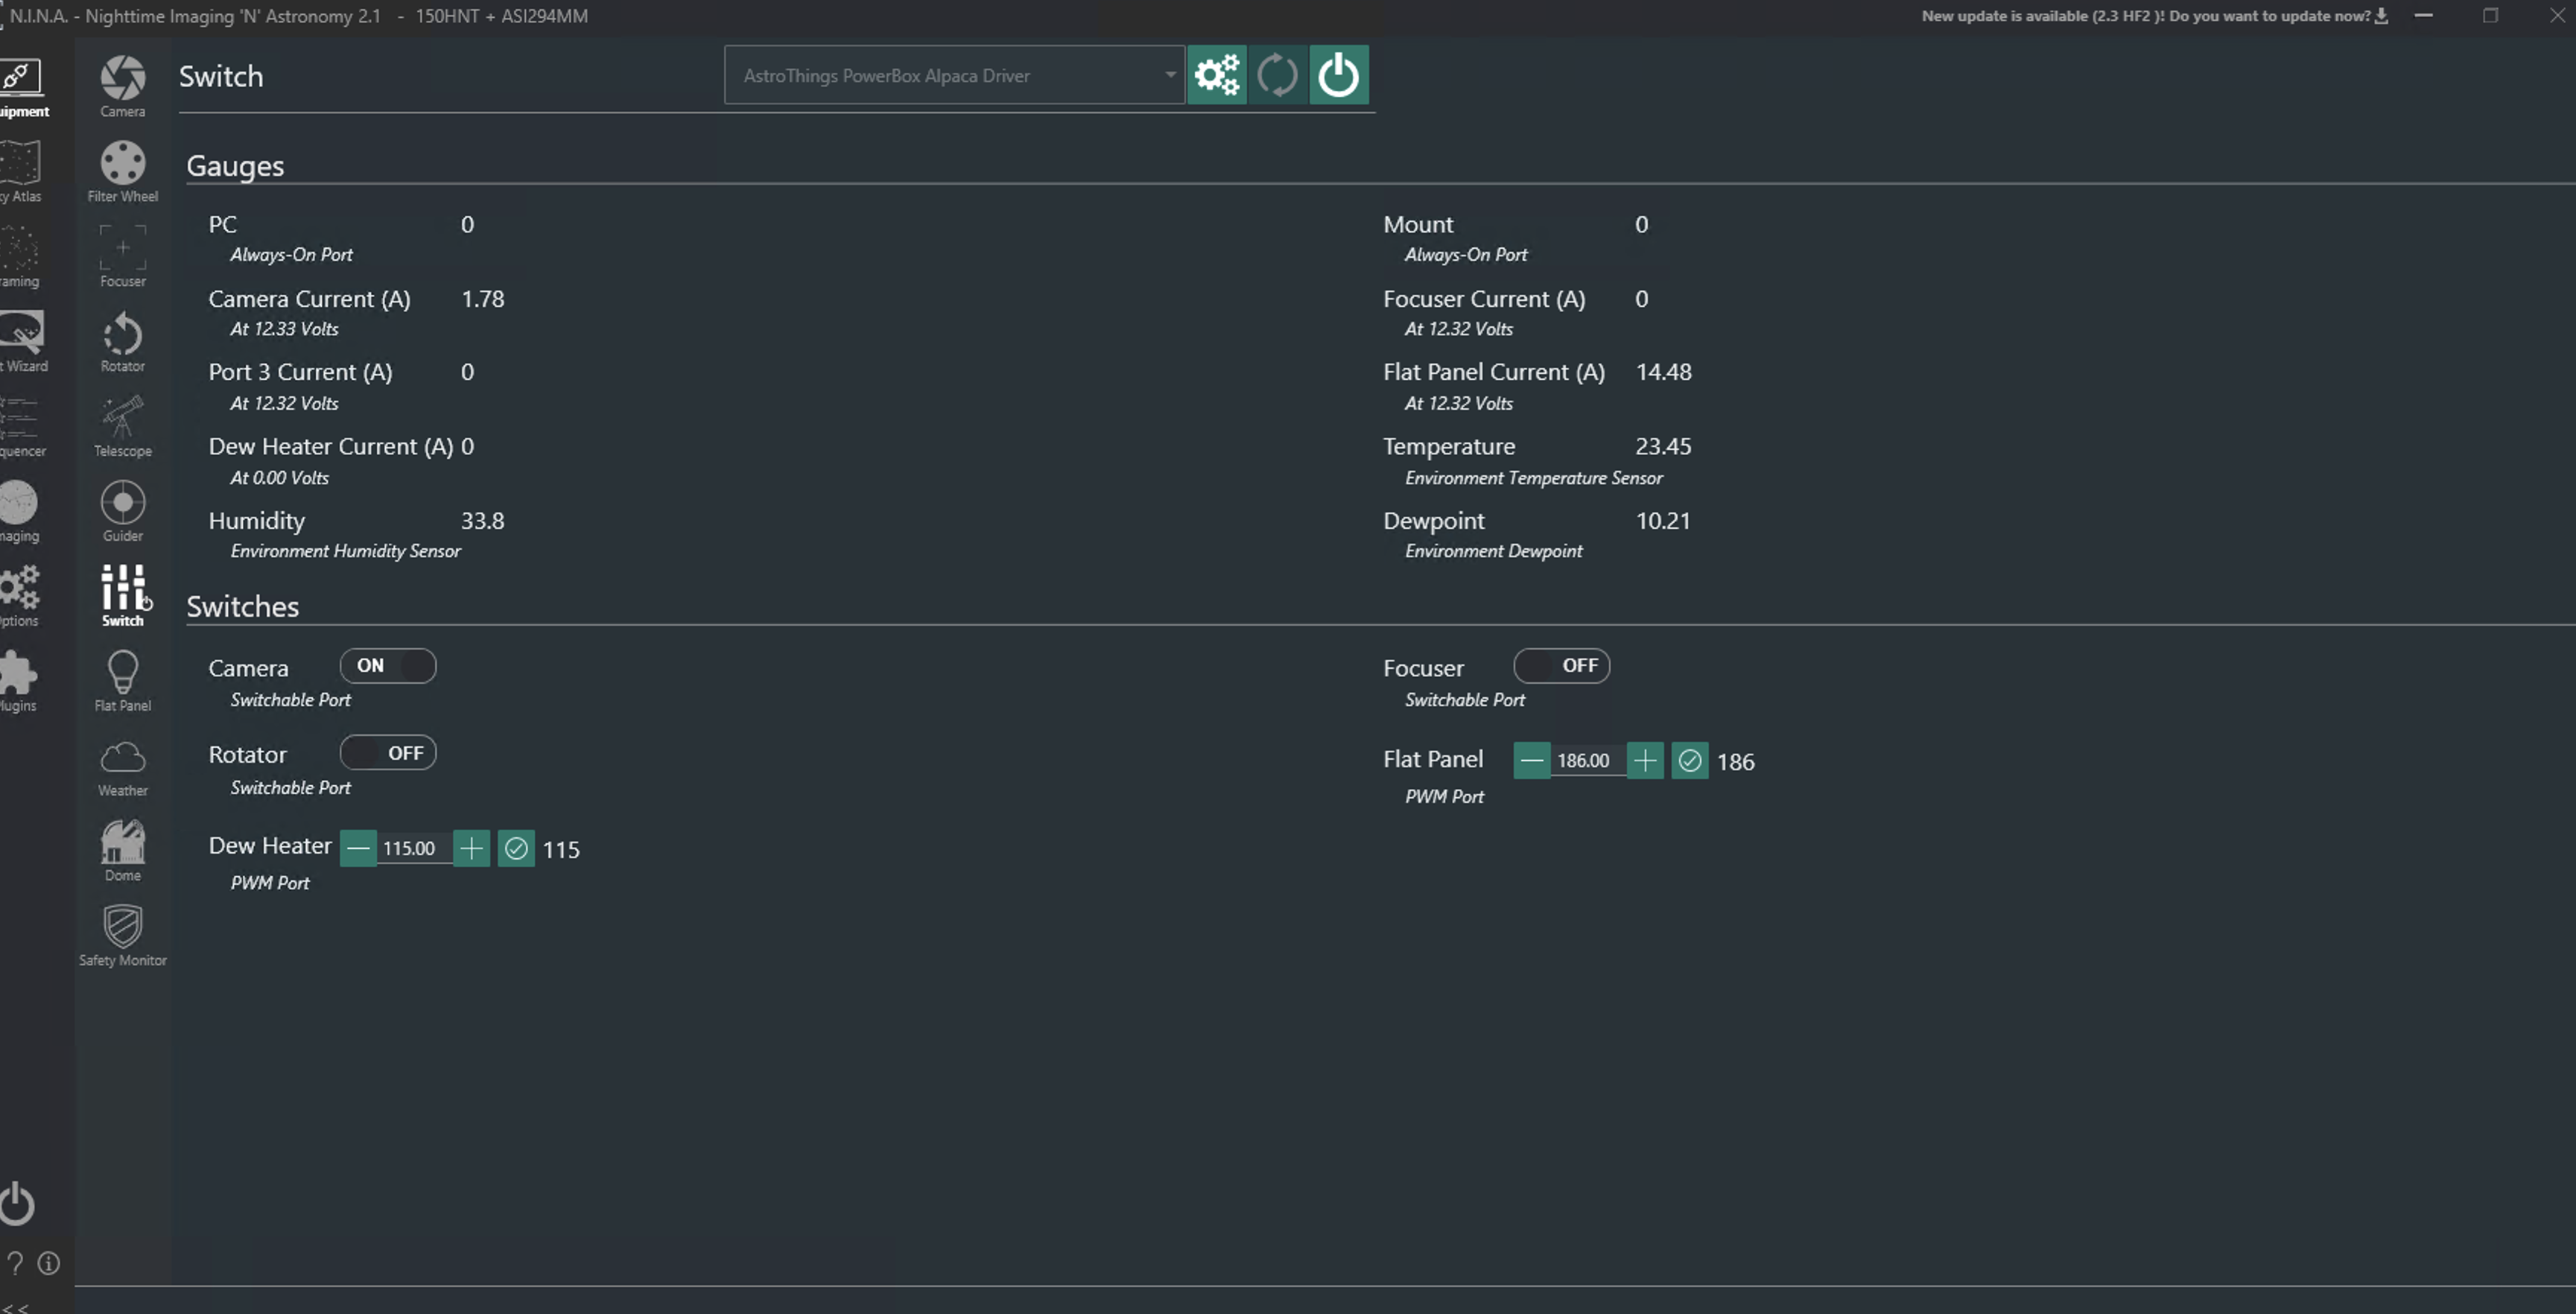 N.I.N.A. - Nighttime Imaging 'N' Astronomy 2.1 - 150HNT + ASI294MM
New update is available (2.3 HF2 )! Do you want to update now?
Switch
AstroThings PowerBox Alpaca Driver
uipment
ky Atlas
raming
t Wizard
quencer
maging
ptions
lugins
Camera
Filter Wheel
Focuser
Rotator
Telescope
Guider
Switch
Flat Panel
Weather
Dome
Safety Monitor
Gauges
PC 0
Always-On Port
Mount 0
Always-On Port
Camera Current (A) 1.78
At 12.33 Volts
Focuser Current (A) 0
At 12.32 Volts
Port 3 Current (A) 0
At 12.32 Volts
Flat Panel Current (A) 14.48
At 12.32 Volts
Dew Heater Current (A) 0
At 0.00 Volts
Temperature 23.45
Environment Temperature Sensor
Humidity 33.8
Environment Humidity Sensor
Dewpoint 10.21
Environment Dewpoint
Switches
Camera ON
Switchable Port
Focuser OFF
Switchable Port
Rotator OFF
Switchable Port
Flat Panel 186.00 186
PWM Port
Dew Heater 115.00 115
PWM Port
?
<<